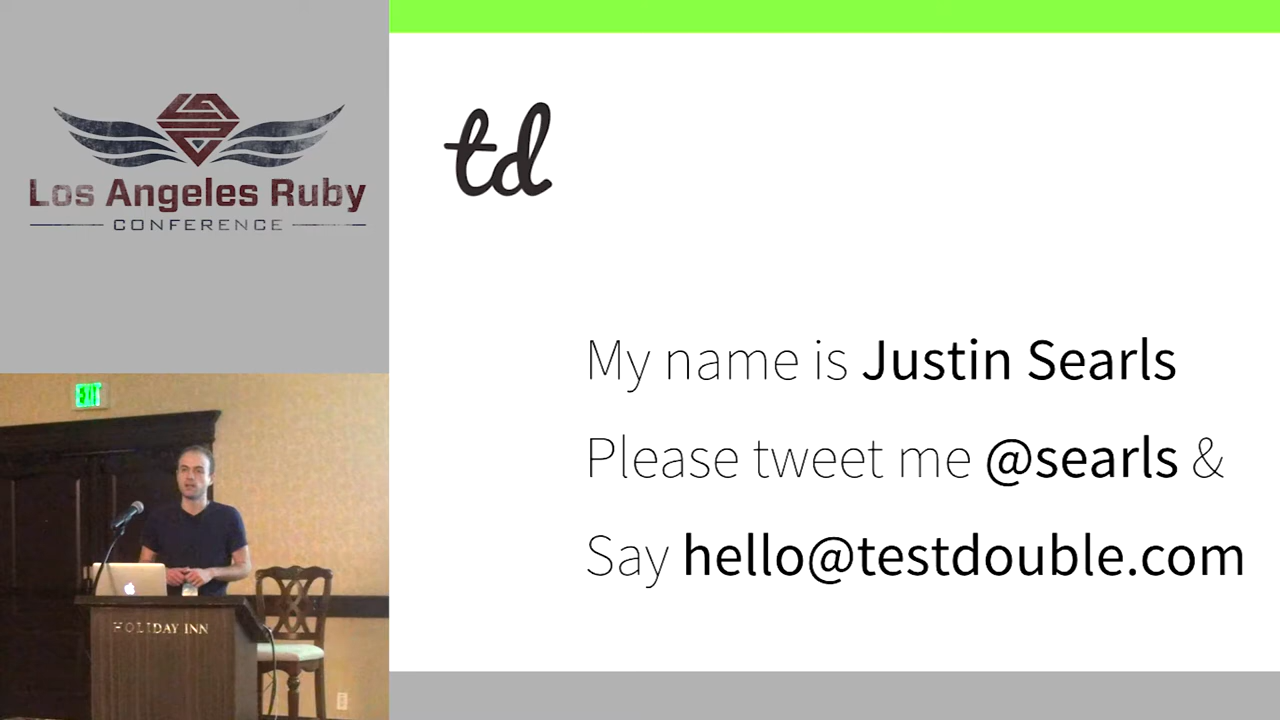 Los Angeles Ruby
CONFERENCE
td
My name is Justin Searls
Please tweet me @searls &
Say hello@testdouble.com
EXIT
HOLIDAY INN